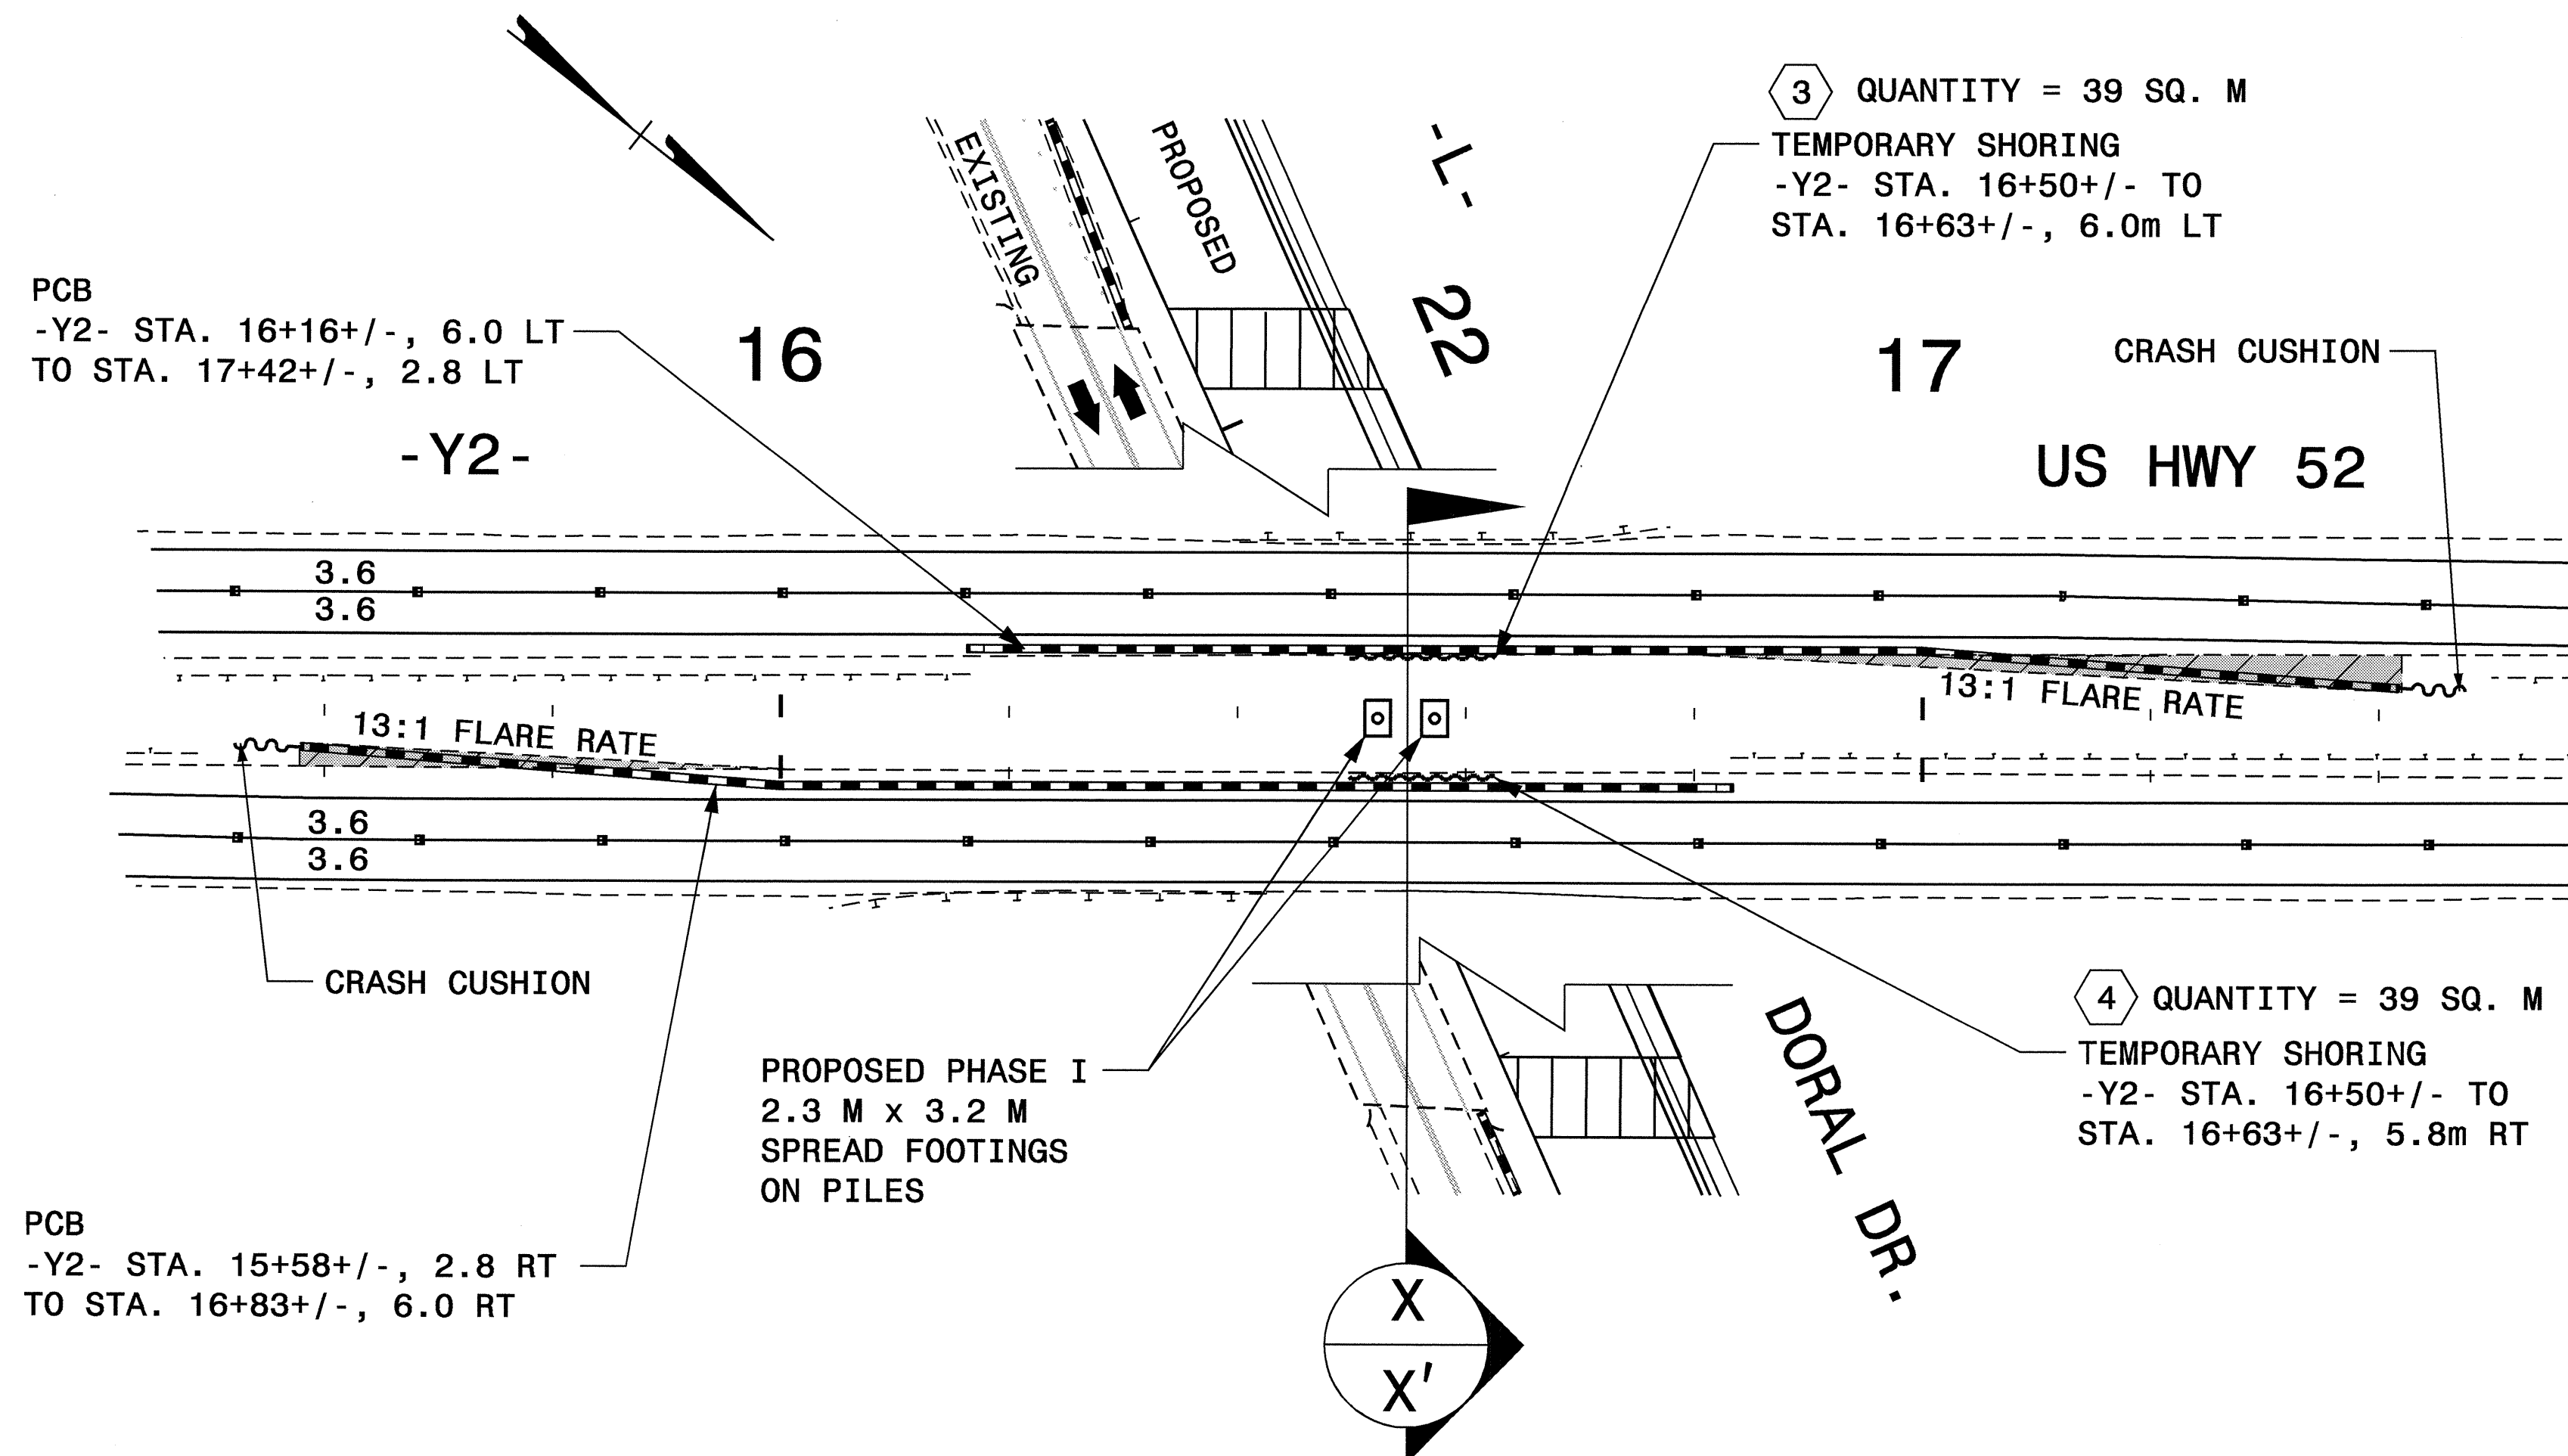 3 QUANTITY = 39 SQ. M
TEMPORARY SHORING
-Y2- STA. 16+50+/- TO
STA. 16+63+/-, 6.0m LT
EXISTING
PROPOSED
-L-
22
PCB
-Y2- STA. 16+16+/-, 6.0 LT
TO STA. 17+42+/-, 2.8 LT
16
17
CRASH CUSHION
-Y2-
US HWY 52
3.6
3.6
13:1 FLARE RATE
13:1 FLARE RATE
3.6
3.6
CRASH CUSHION
PROPOSED PHASE I
2.3 M x 3.2 M
SPREAD FOOTINGS
ON PILES
DORAL DR.
4 QUANTITY = 39 SQ. M
TEMPORARY SHORING
-Y2- STA. 16+50+/- TO
STA. 16+63+/-, 5.8m RT
PCB
-Y2- STA. 15+58+/-, 2.8 RT
TO STA. 16+83+/-, 6.0 RT
X
X'